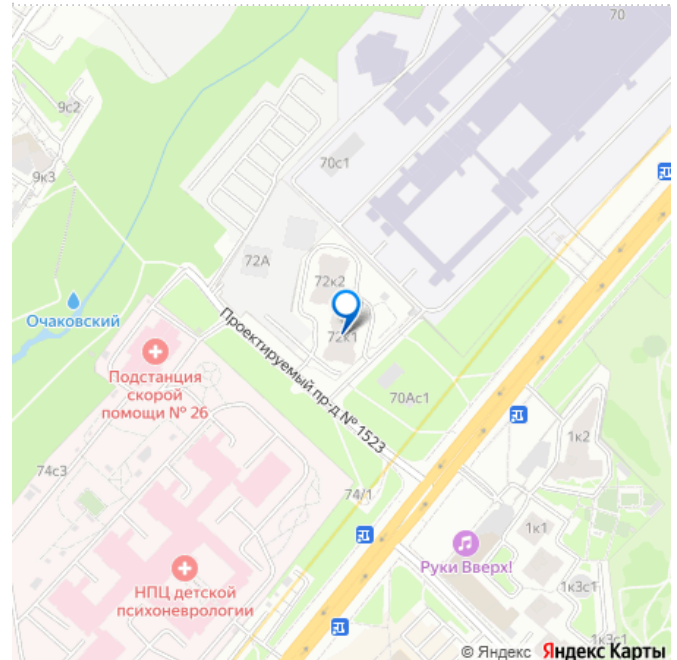 70
9с2
9к3
70с1
72А
72к2
72к1
Очаковский
Проектируемый пр-д № 1523
Подстанция
скорой
помощи № 26
70Ас1
74с3
74/1
1к2
1к1
Руки Вверх!
1к3с1
НПЦ детской
психоневрологии
1к3с1
© Яндекс Яндекс Карты